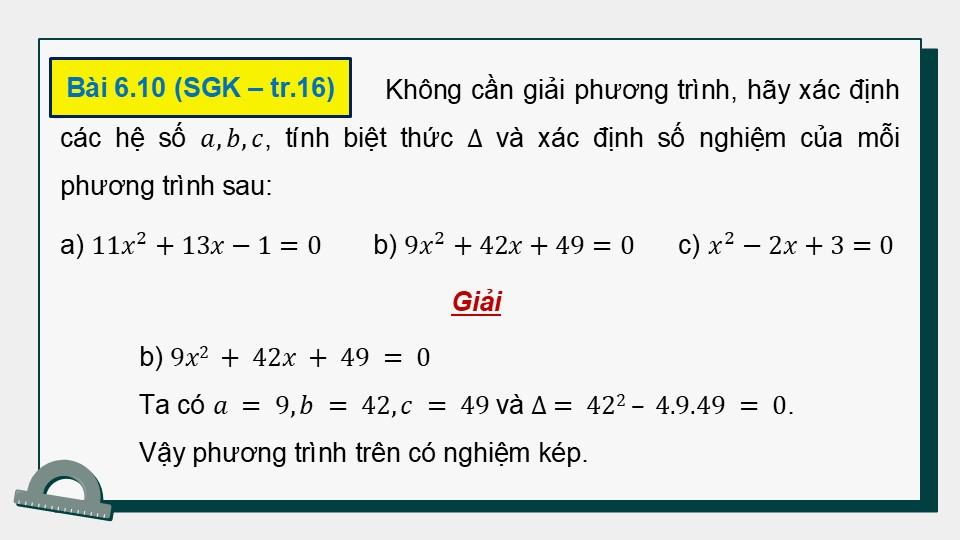 Bài 6.10 (SGK – tr.16) Không cần giải phương trình, hãy xác định
các hệ số 𝑎, 𝑏, 𝑐, tính biệt thức Δ và xác định số nghiệm của mỗi
phương trình sau:
a) 11𝑥² + 13𝑥 − 1 = 0 b) 9𝑥² + 42𝑥 + 49 = 0 c) 𝑥² − 2𝑥 + 3 = 0
Giải
b) 9𝑥² + 42𝑥 + 49 = 0
Ta có 𝑎 = 9, 𝑏 = 42, 𝑐 = 49 và Δ = 42² – 4.9.49 = 0.
Vậy phương trình trên có nghiệm kép.